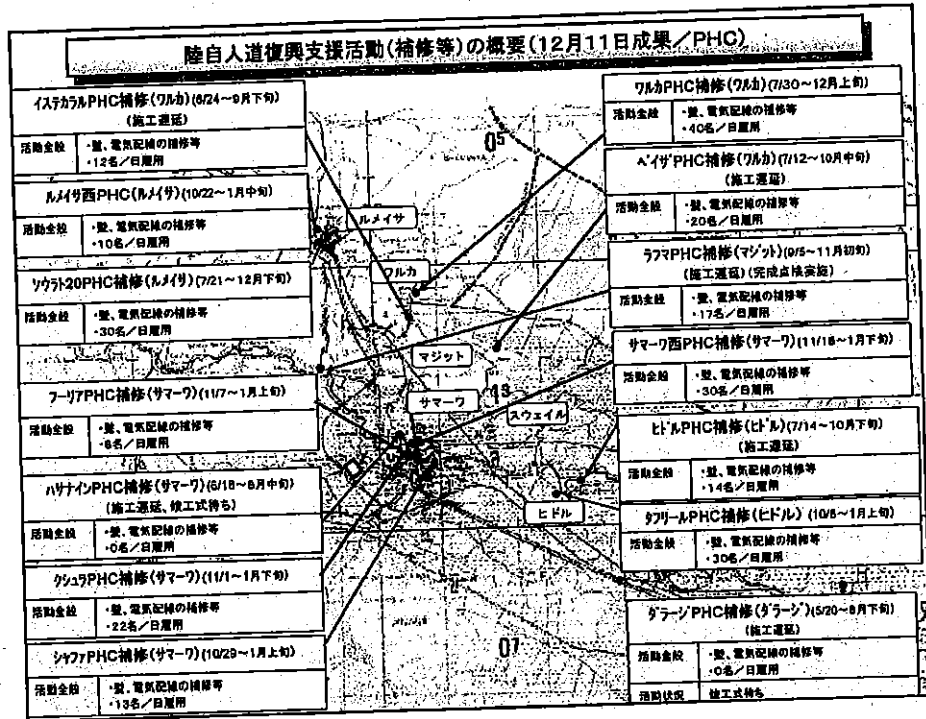 陸自人道復興支援活動(補修等)の概要(12月11日成果/PHC)
イステカラルPHC補修(ワルカ)(6/24~9月下旬)
(施工遅延)
活動全般
・壁、電気配線の補修等
・12名/日雇用
ルメイサ西PHC(ルメイサ)(10/22~1月中旬)
活動全般
・壁、電気配線の補修等
・10名/日雇用
ソウラト20PHC補修(ルメイサ)(7/21~12月下旬)
活動全般
・壁、電気配線の補修等
・30名/日雇用
フーリアPHC補修(サマーワ)(11/7~1月上旬)
活動全般
・壁、電気配線の補修等
・6名/日雇用
ハサナインPHC補修(サマーワ)(5/18~8月中旬)
(施工遅延、竣工式待ち)
活動全般
・壁、電気配線の補修等
・0名/日雇用
クシュラPHC補修(サマーワ)(11/1~1月下旬)
活動全般
・壁、電気配線の補修等
・22名/日雇用
シャファPHC補修(サマーワ)(10/29~1月上旬)
活動全般
・壁、電気配線の補修等
・13名/日雇用
05
ルメイサ
ワルカ
マジット
サマーワ
スウェイル
ヒドル
07
ワルカPHC補修(ワルカ)(7/30~12月上旬)
活動全般
・壁、電気配線の補修等
・40名/日雇用
ベイザPHC補修(ワルカ)(7/12~10月中旬)
(施工遅延)
活動全般
・壁、電気配線の補修等
・20名/日雇用
ラフマPHC補修(マジット)(9/5~11月初旬)
(施工遅延)(完成点検実施)
活動全般
・壁、電気配線の補修等
・17名/日雇用
サマーワ西PHC補修(サマーワ)(11/16~1月下旬)
活動全般
・壁、電気配線の補修等
・30名/日雇用
ヒドルPHC補修(ヒドル)(7/14~10月下旬)
(施工遅延)
活動全般
・壁、電気配線の補修等
・14名/日雇用
タフリールPHC補修(ヒドル)(10/6~1月上旬)
活動全般
・壁、電気配線の補修等
・30名/日雇用
ダラージPHC補修(ダラージ)(5/20~8月下旬)
(施工遅延)
活動全般
・壁、電気配線の補修等
・0名/日雇用
活動状況
竣工式待ち